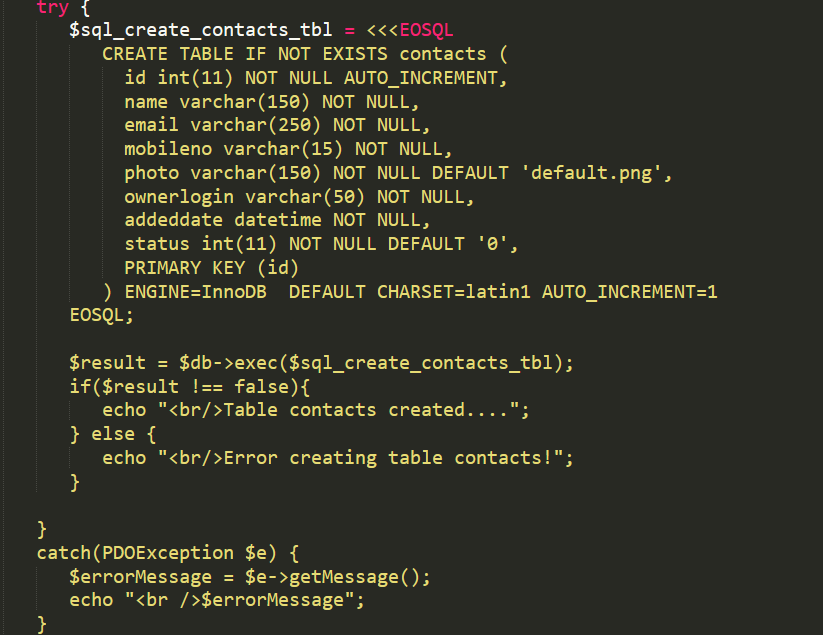 try {
$sql_create_contacts_tbl = <<<EOSQL
CREATE TABLE IF NOT EXISTS contacts (
id int(11) NOT NULL AUTO_INCREMENT,
name varchar(150) NOT NULL,
email varchar(250) NOT NULL,
mobileno varchar(15) NOT NULL,
photo varchar(150) NOT NULL DEFAULT 'default.png',
ownerlogin varchar(50) NOT NULL,
addeddate datetime NOT NULL,
status int(11) NOT NULL DEFAULT '0',
PRIMARY KEY (id)
) ENGINE=InnoDB  DEFAULT CHARSET=latin1 AUTO_INCREMENT=1
EOSQL;
$result = $db->exec($sql_create_contacts_tbl);
if($result !== false){
echo "<br/>Table contacts created....";
} else {
echo "<br/>Error creating table contacts!";
}
}
catch(PDOException $e) {
$errorMessage = $e->getMessage();
echo "<br />$errorMessage";
}